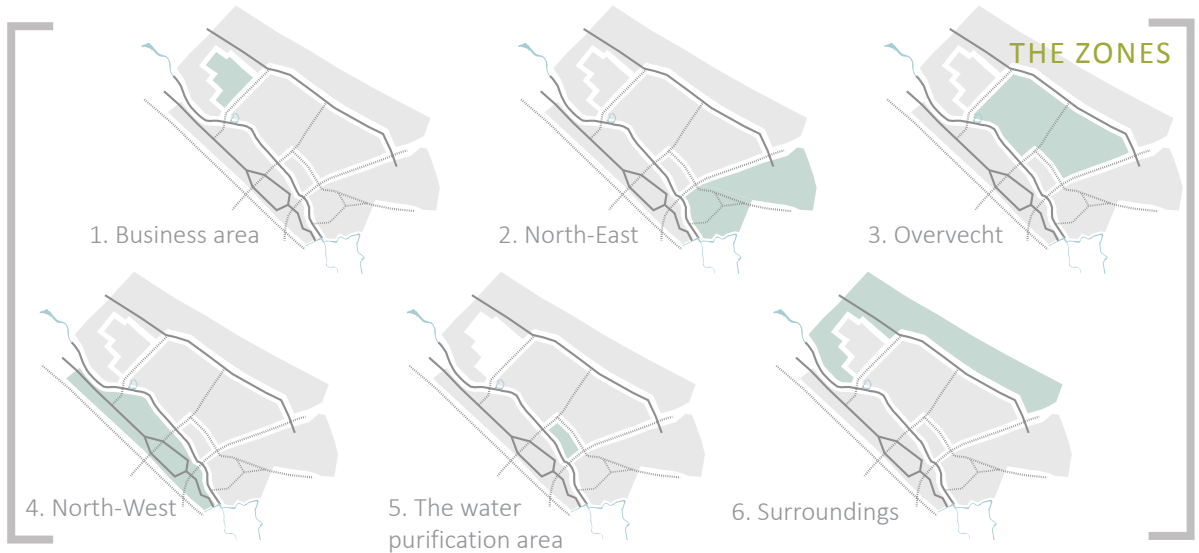 THE ZONES
1. Business area
2. North-East
3. Overvecht
4. North-West
5. The water
purification area
6. Surroundings